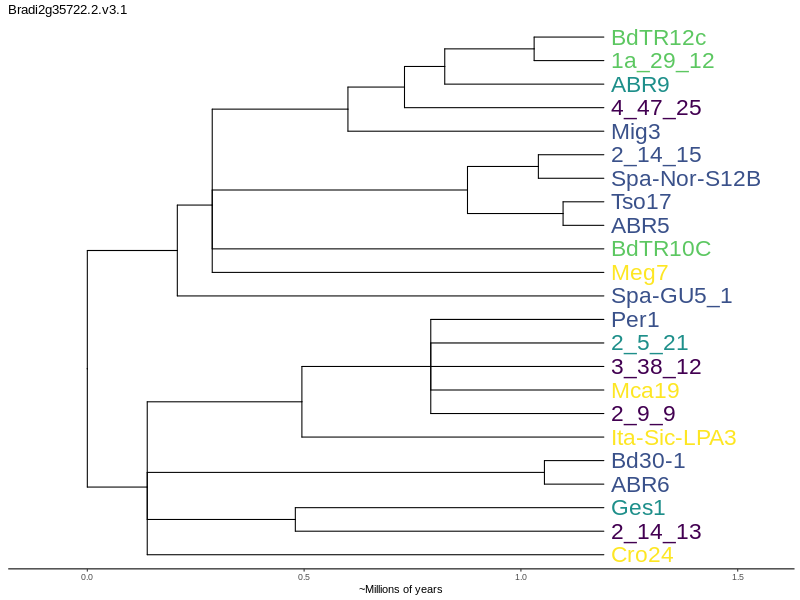 Bradi2g35722.2.v3.1
BdTR12c
1a_29_12
ABR9
4_47_25
Mig3
2_14_15
Spa-Nor-S12B
Tso17
ABR5
BdTR10C
Meg7
Spa-GU5_1
Per1
2_5_21
3_38_12
Mca19
2_9_9
Ita-Sic-LPA3
Bd30-1
ABR6
Ges1
2_14_13
Cro24
0.0 0.5 1.0 1.5
~Millions of years